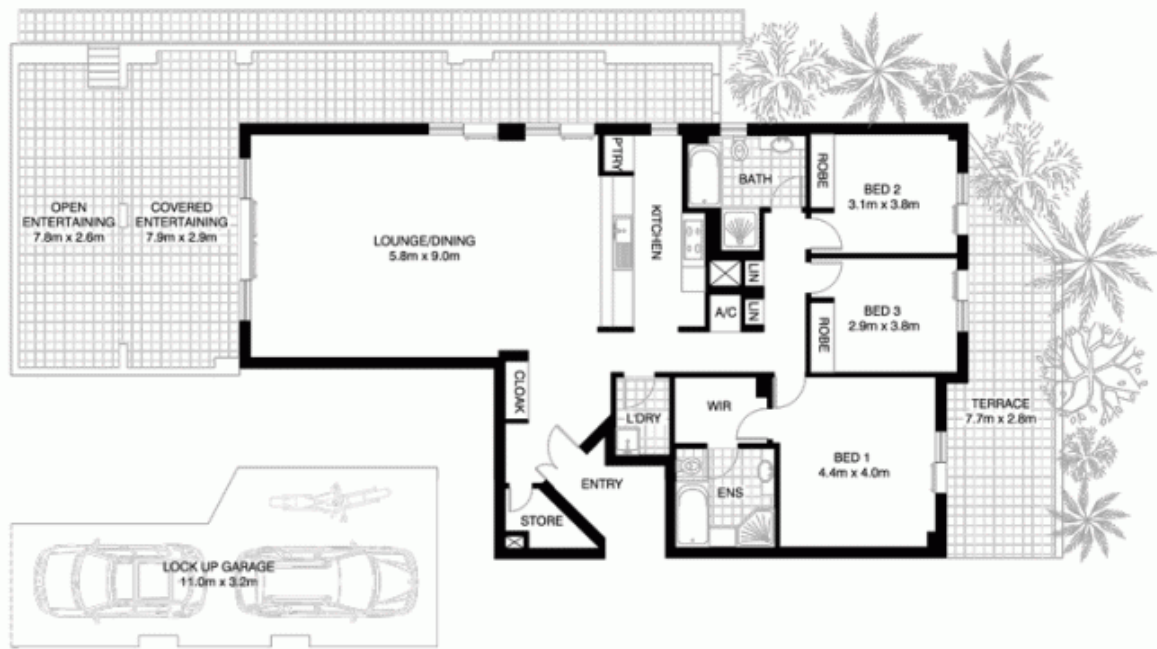 OPEN
ENTERTAINING
7.8m x 2.6m
COVERED
ENTERTAINING
7.9m x 2.9m
LOUNGE/DINING
5.8m x 9.0m
PTRY
KITCHEN
BATH
ROBE
BED 2
3.1m x 3.8m
LIN
LIN
A/C
BED 3
2.9m x 3.8m
ROBE
CLOAK
L'DRY
WIR
BED 1
4.4m x 4.0m
TERRACE
7.7m x 2.8m
ENS
ENTRY
STORE
LOCK UP GARAGE
11.0m x 3.2m